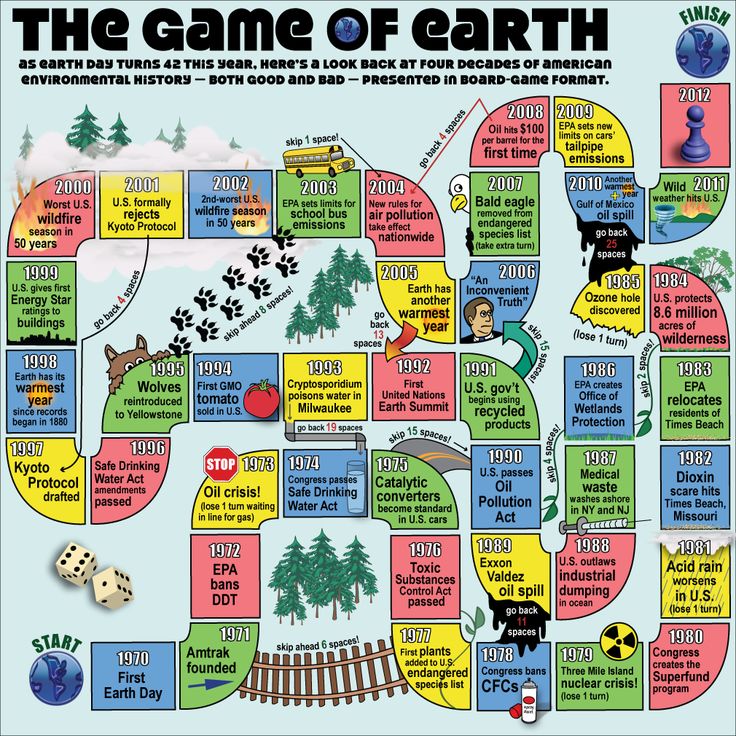 THE GAME OF EARTH
AS EARTH DAY TURNS 42 THIS YEAR, HERE'S A LOOK BACK AT FOUR DECADES OF AMERICAN
ENVIRONMENTAL HISTORY — BOTH GOOD AND BAD — PRESENTED IN BOARD-GAME FORMAT.
START
1970
First
Earth Day
1971
Amtrak
founded
skip ahead 6 spaces!
1972
EPA
bans
DDT
STOP
1973
Oil crisis!
(lose 1 turn waiting
in line for gas)
1974
Congress passes
Safe Drinking
Water Act
1975
Catalytic
converters
become standard
in U.S. cars
skip 15 spaces!
1976
Toxic
Substances
Control Act
passed
1977
First plants
added to U.S.
endangered
species list
skip 4 spaces!
1978
Congress bans
CFCs
1979
Three Mile Island
nuclear crisis!
(lose 1 turn)
1980
Congress
creates the
Superfund
program
1981
Acid rain
worsens
in U.S.
(lose 1 turn)
1982
Dioxin
scare hits
Times Beach,
Missouri
1983
EPA
relocates
residents of
Times Beach
1984
U.S. protects
8.6 million
acres of
wilderness
skip 2 spaces!
1985
Ozone hole
discovered
(lose 1 turn)
1986
EPA creates
Office of
Wetlands
Protection
1987
Medical
waste
washes ashore
in NY and NJ
1988
U.S. outlaws
industrial
dumping
in ocean
1989
Exxon
Valdez
oil spill
go back
11
spaces
1990
U.S. passes
Oil
Pollution
Act
1991
U.S. gov't
begins using
recycled
products
skip 15 spaces!
1992
First
United Nations
Earth Summit
1993
Cryptosporidium
poisons water in
Milwaukee
go back 19 spaces
1994
First GMO
tomato
sold in U.S.
1995
Wolves
reintroduced
to Yellowstone
skip ahead 8 spaces!
1996
Safe Drinking
Water Act
amendments
passed
1997
Kyoto
Protocol
drafted
1998
Earth has its
warmest
year
since records
began in 1880
1999
U.S. gives first
Energy Star
ratings to
buildings
2000
Worst U.S.
wildfire
season in
50 years
2001
U.S. formally
rejects
Kyoto Protocol
go back 4 spaces
2002
2nd-worst U.S.
wildfire season
in 50 years
2003
EPA sets limits for
school bus
emissions
skip 1 space!
2004
New rules for
air pollution
take effect
nationwide
2005
Earth has
another
warmest
year
go back
13
spaces
2006
"An
Inconvenient
Truth"
2007
Bald eagle
removed from
endangered
species list
(take extra turn)
2008
Oil hits $100
per barrel for the
first time
go back 4 spaces
2009
EPA sets new
limits on cars'
tailpipe
emissions
2010
Another
warmest
year
+
Gulf of Mexico
oil spill
go back
25
spaces
2011
Wild
weather hits U.S.
2012
FINISH